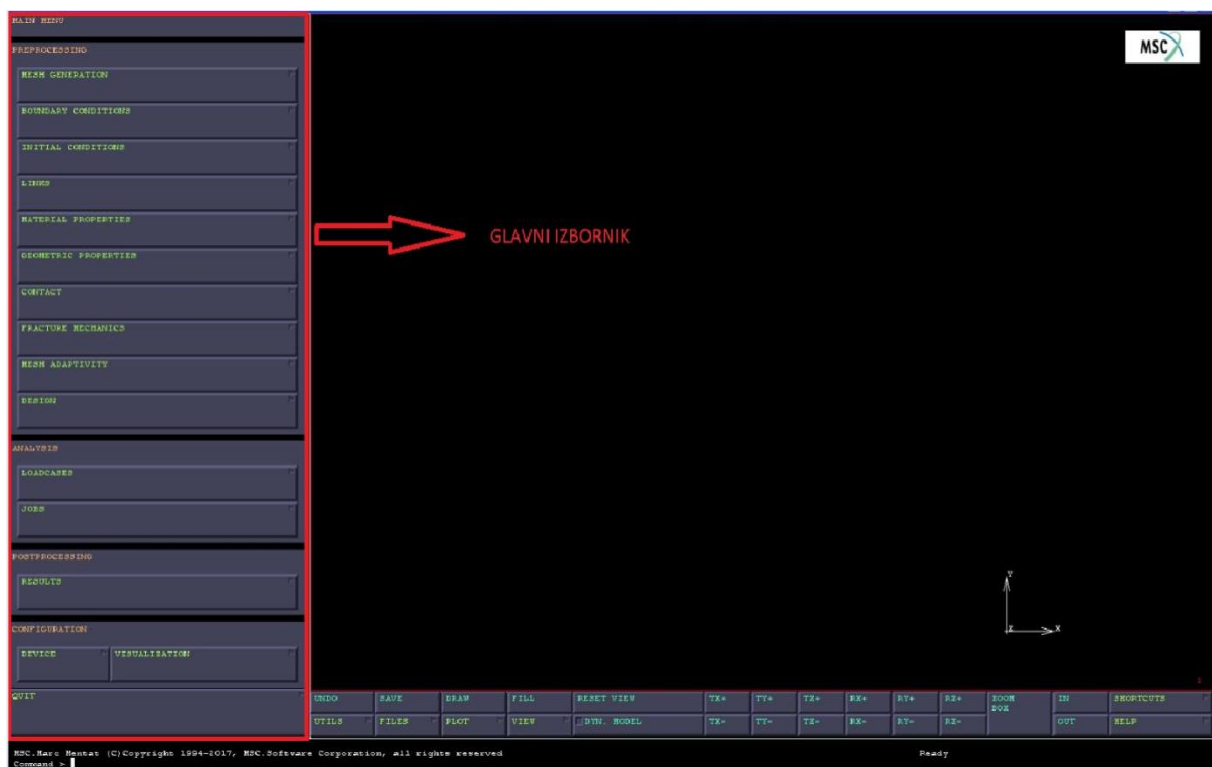 MAIN MENU
PREPROCESSING
MESH GENERATION
BOUNDARY CONDITIONS
INITIAL CONDITIONS
LINKS
MATERIAL PROPERTIES
GEOMETRIC PROPERTIES
CONTACT
FRACTURE MECHANICS
MESH ADAPTIVITY
DESIGN
ANALYSIS
LOADCASES
JOBS
POSTPROCESSING
RESULTS
CONFIGURATION
DEVICE VISUALIZATION
QUIT
MSC
GLAVNI IZBORNIK
Y
Z X
1
UNDO SAVE DRAW FILL RESET VIEW TX+ TY+ TZ+ RX+ RY+ RZ+ ZOOM BOX IN SHORTCUTS
UTILS FILES PLOT VIEW DYN. MODEL TX- TY- TZ- RX- RY- RZ- OUT HELP
MSC.Marc Mentat (C)Copyright 1994-2017, MSC.Software Corporation, all rights reserved Ready
Command >